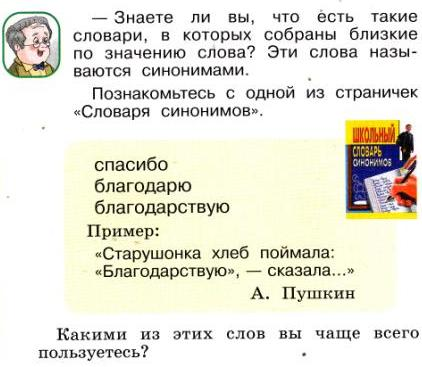 — Знаете ли вы, что есть такие
словари, в которых собраны близкие
по значению слова? Эти слова назы-
ваются синонимами.
Познакомьтесь с одной из страничек
«Словаря синонимов».
ШКОЛЬНЫЙ
СЛОВАРЬ
СИНОНИМОВ
спасибо
благодарю
благодарствую
Пример:
«Старушонка хлеб поймала:
«Благодарствую», — сказала...»
А. Пушкин
Какими из этих слов вы чаще всего
пользуетесь?